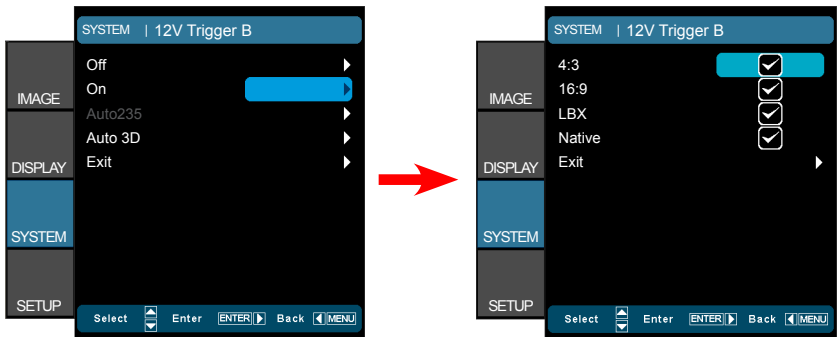 SYSTEM | 12V Trigger B
Off
On
Auto235
Auto 3D
Exit
IMAGE
DISPLAY
SYSTEM
SETUP
Select Enter ENTER Back MENU
SYSTEM | 12V Trigger B
4:3
16:9
LBX
Native
Exit
IMAGE
DISPLAY
SYSTEM
SETUP
Select Enter ENTER Back MENU